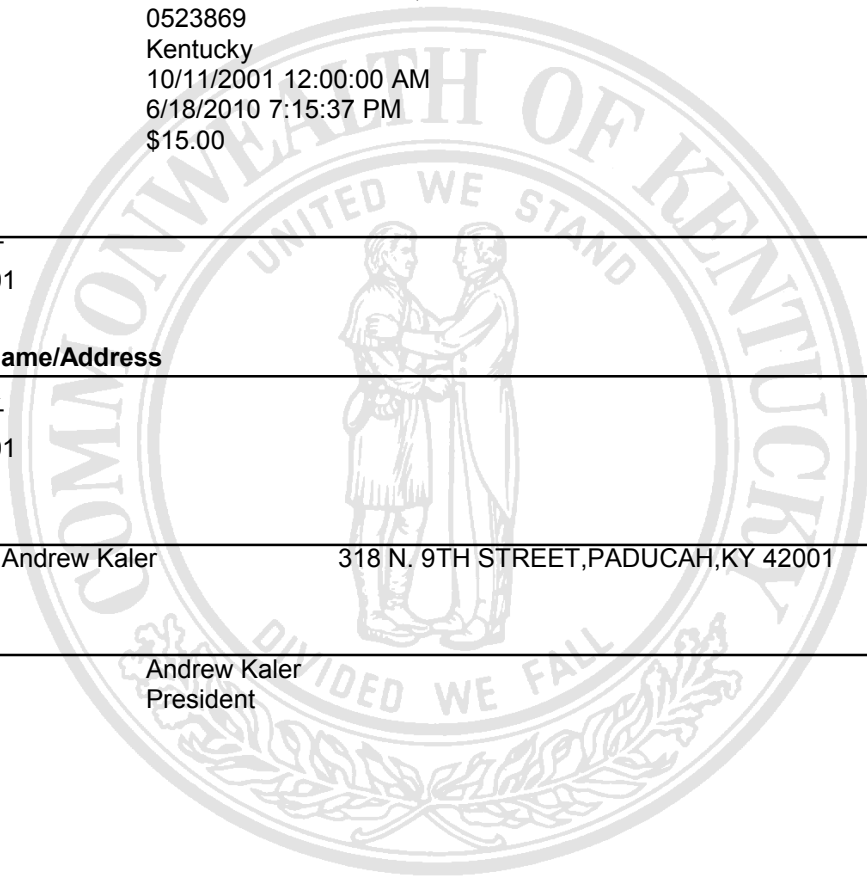 0523869
Kentucky
10/11/2001 12:00:00 AM
6/18/2010 7:15:37 PM
$15.00
ame/Address
Andrew Kaler 318 N. 9TH STREET,PADUCAH,KY 42001
Andrew Kaler
President
COMMONWEALTH OF KENTUCKY
UNITED WE STAND
DIVIDED WE FALL